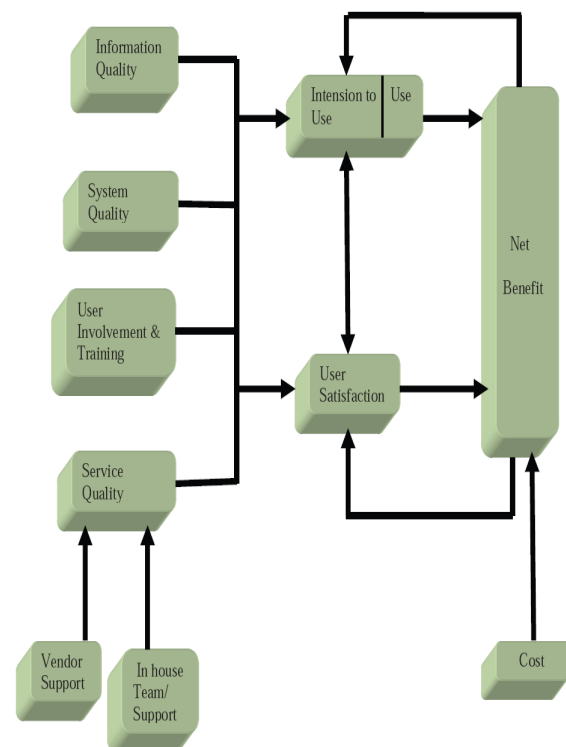 Information
Quality
Intension to
Use
Use
System
Quality
Net
Benefit
User
Involvement &
Training
User
Satisfaction
Service
Quality
Vendor
Support
In house
Team/
Support
Cost